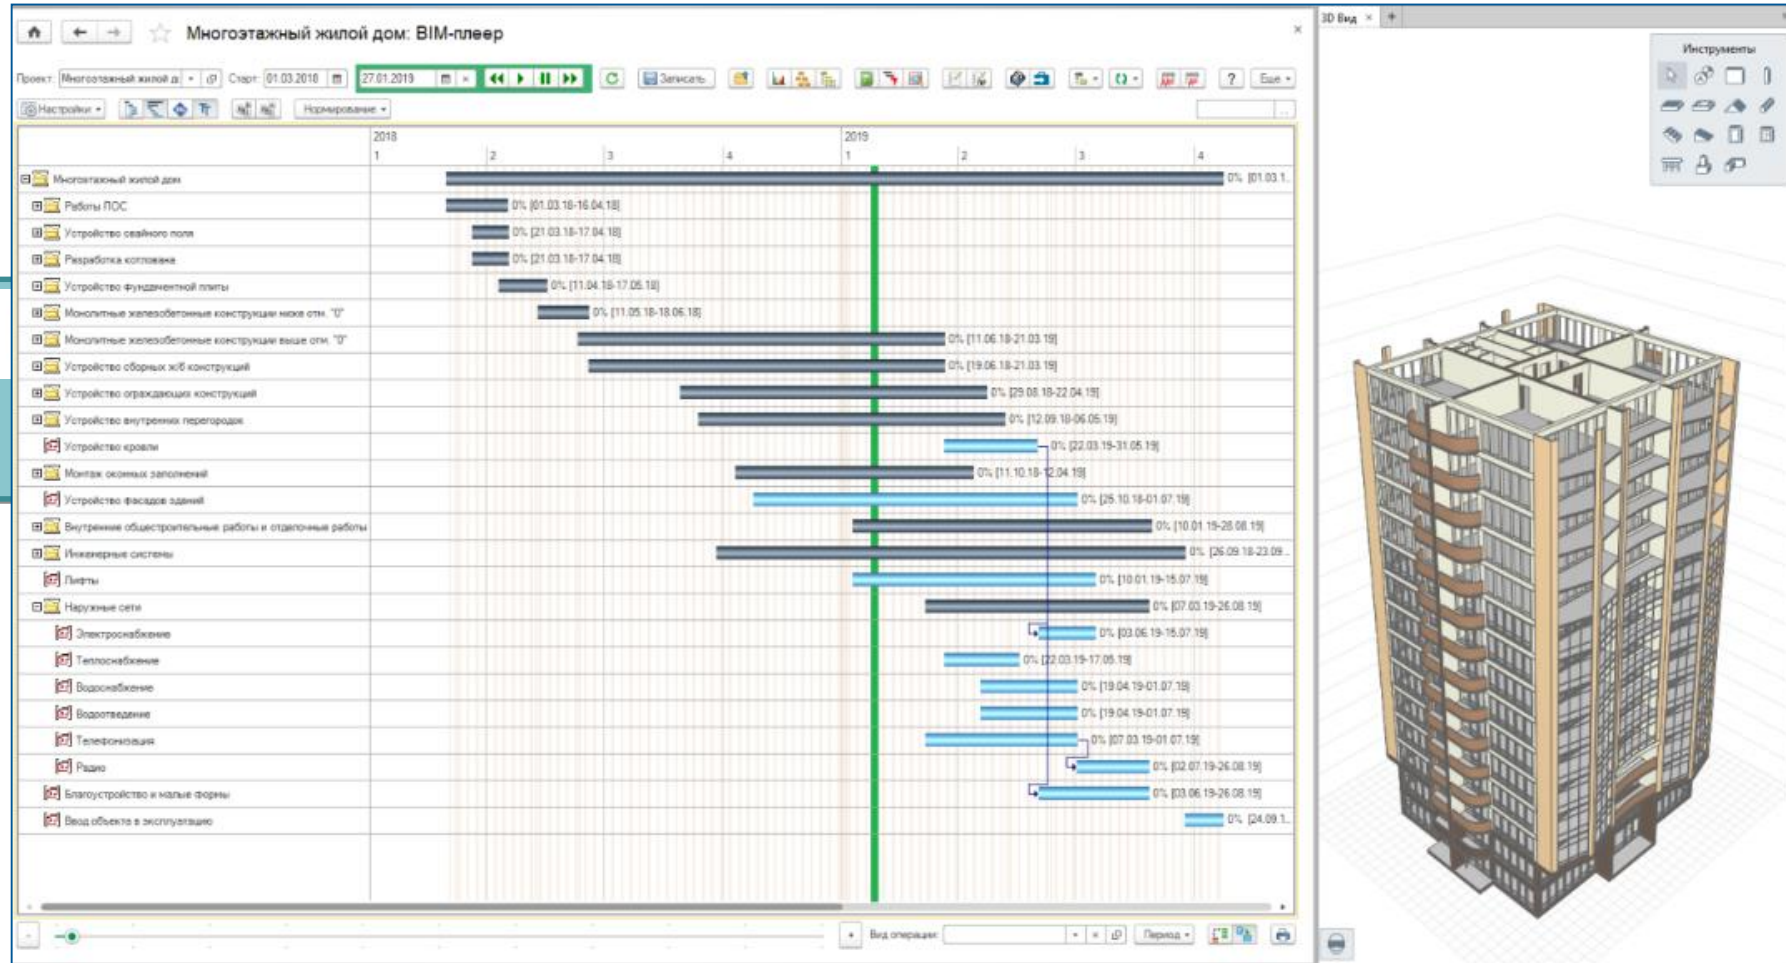 Многоэтажный жилой дом: BIM-плеер
Проект: Многоэтажный жилой д
Старт: 01.03.2018
27.01.2019
Записать
?
Еще
Настройки
Нормирование
2018 2019
1 2 3 4 1 2 3 4
Многоэтажный жилой дом 0% [01.03.1...
Работы ПОС 0% [01.03.18-16.04.18]
Устройство свайного поля 0% [21.03.18-17.04.18]
Разработка котлована 0% [21.03.18-17.04.18]
Устройство фундаментной плиты 0% [11.04.18-17.05.18]
Монолитные железобетонные конструкции ниже отм. "0" 0% [11.05.18-18.06.18]
Монолитные железобетонные конструкции выше отм. "0" 0% [11.06.18-21.03.19]
Устройство сборных ж/б конструкций 0% [19.06.18-21.03.19]
Устройство ограждающих конструкций 0% [29.08.18-22.04.19]
Устройство внутренних перегородок 0% [12.09.18-06.05.19]
Устройство кровли 0% [22.03.19-31.05.19]
Монтаж оконных заполнений 0% [11.10.18-12.04.19]
Устройство фасадов зданий 0% [25.10.18-01.07.19]
Внутренние общестроительные работы и отделочные работы 0% [10.01.19-28.08.19]
Инженерные системы 0% [26.09.18-23.09...
Лифты 0% [10.01.19-15.07.19]
Наружные сети 0% [07.03.19-26.08.19]
Электроснабжение 0% [03.06.19-15.07.19]
Теплоснабжение 0% [22.03.19-17.05.19]
Водоснабжение 0% [19.04.19-01.07.19]
Водоотведение 0% [19.04.19-01.07.19]
Телефонизация 0% [07.03.19-01.07.19]
Радио 0% [02.07.19-26.08.19]
Благоустройство и малые формы 0% [03.06.19-26.08.19]
Ввод объекта в эксплуатацию 0% [24.09.1...
Вид операции:
Период
3D Вид
Инструменты